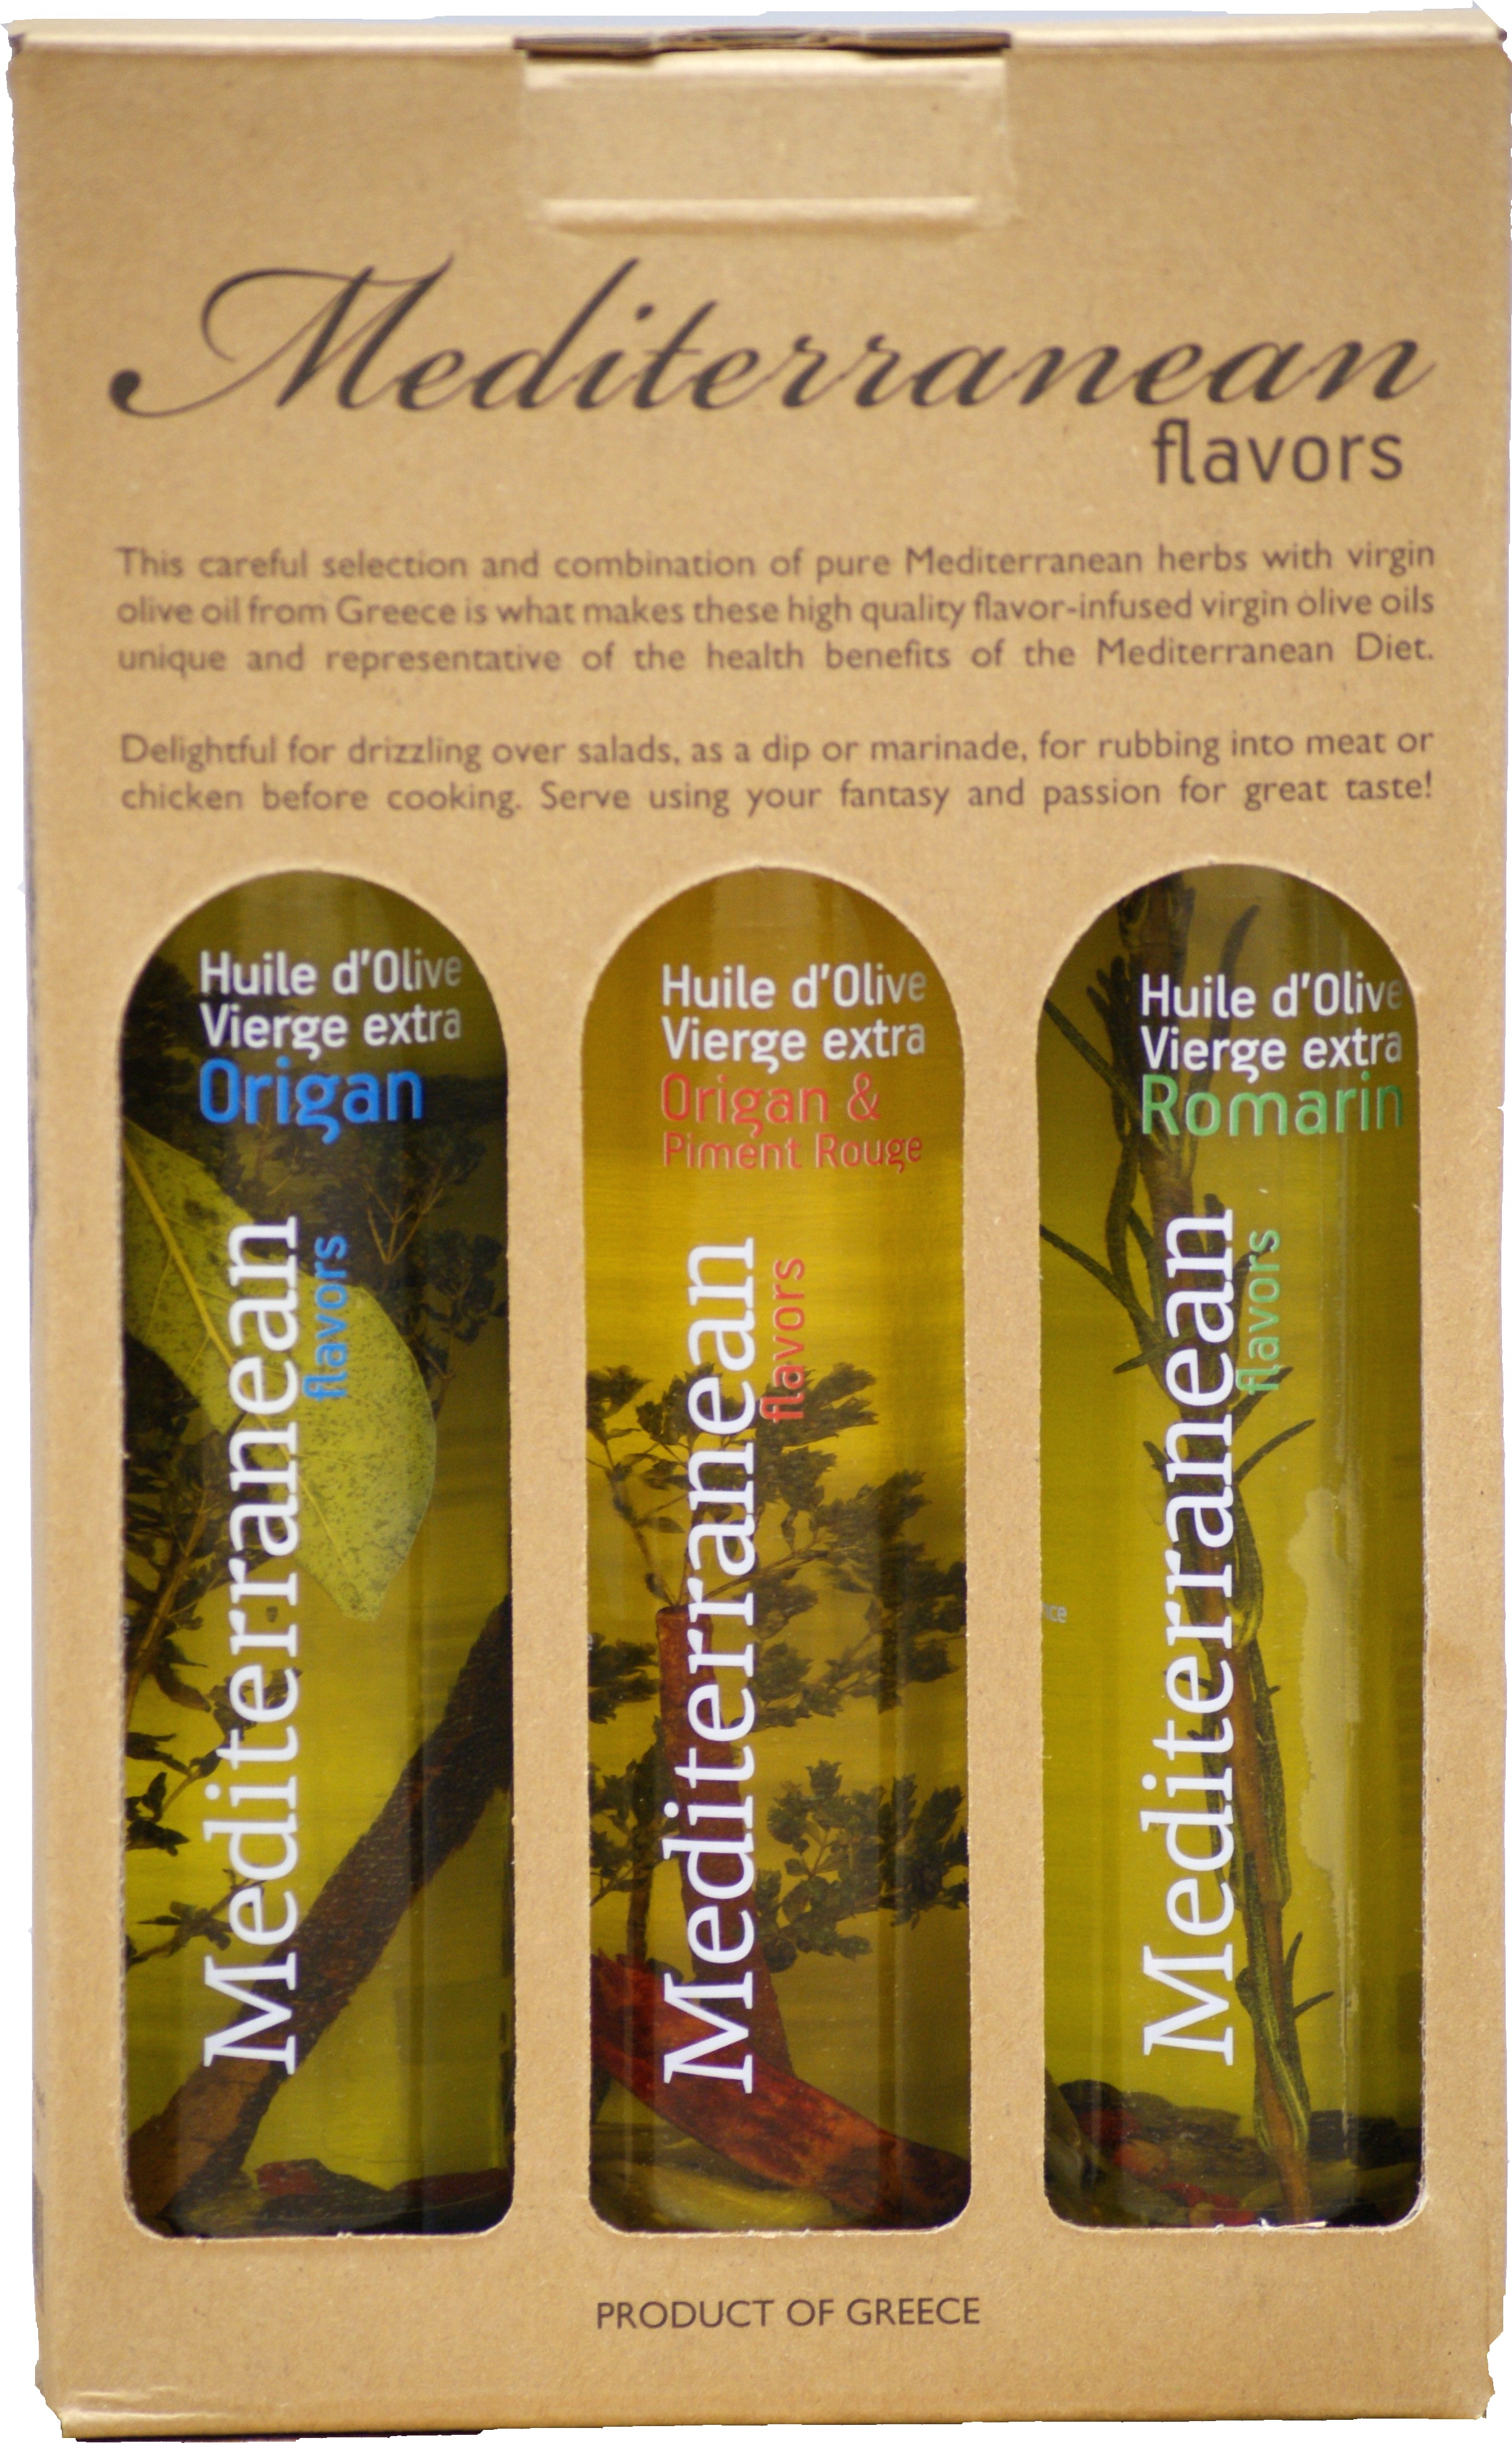 Mediterranean
flavors
This careful selection and combination of pure Mediterranean herbs with virgin
olive oil from Greece is what makes these high quality flavor-infused virgin olive oils
unique and representative of the health benefits of the Mediterranean Diet.
Delightful for drizzling over salads, as a dip or marinade, for rubbing into meat or
chicken before cooking. Serve using your fantasy and passion for great taste!
Huile d'Olive
Vierge extra
Origan
Mediterranean
flavors
Huile d'Olive
Vierge extra
Origan &
Piment Rouge
Mediterranean
flavors
Huile d'Olive
Vierge extra
Romarin
Mediterranean
flavors
PRODUCT OF GREECE